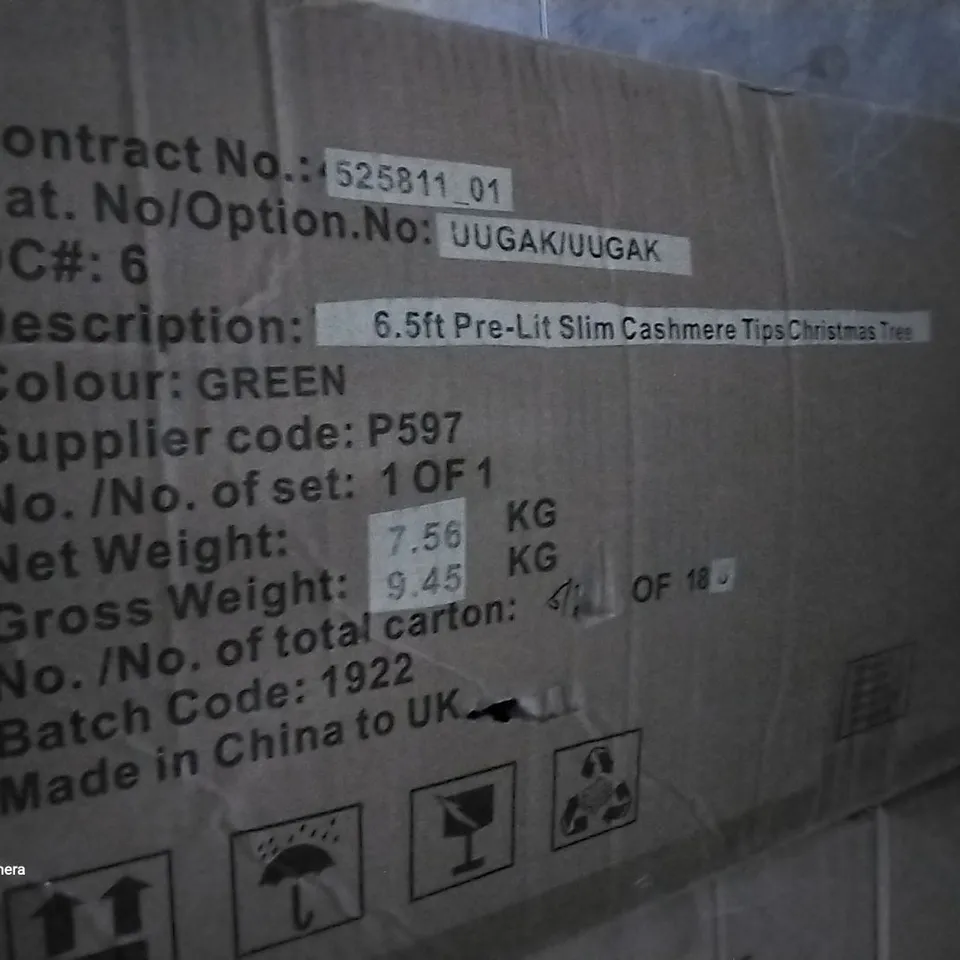 ontract No.: 525811_01
at. No/Option.No: UUGAK/UUGAK
C#: 6
escription: 6.5ft Pre-Lit Slim Cashmere Tips Christmas Tree
Colour: GREEN
Supplier code: P597
No. /No. of set: 1 OF 1
Net Weight: 7.56 KG
Gross Weight: 9.45 KG
No. /No. of total carton: OF
Batch Code: 1922
Made in China to UK